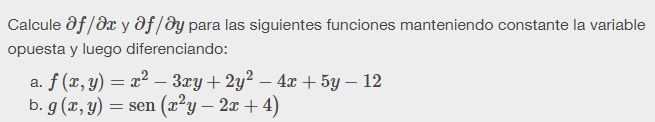 Calcule ∂f/∂x y ∂f/∂y para las siguientes funciones manteniendo constante la variable
opuesta y luego diferenciando:
a. f (x, y) = x² − 3xy + 2y² − 4x + 5y − 12
b. g (x, y) = sen (x²y − 2x + 4)